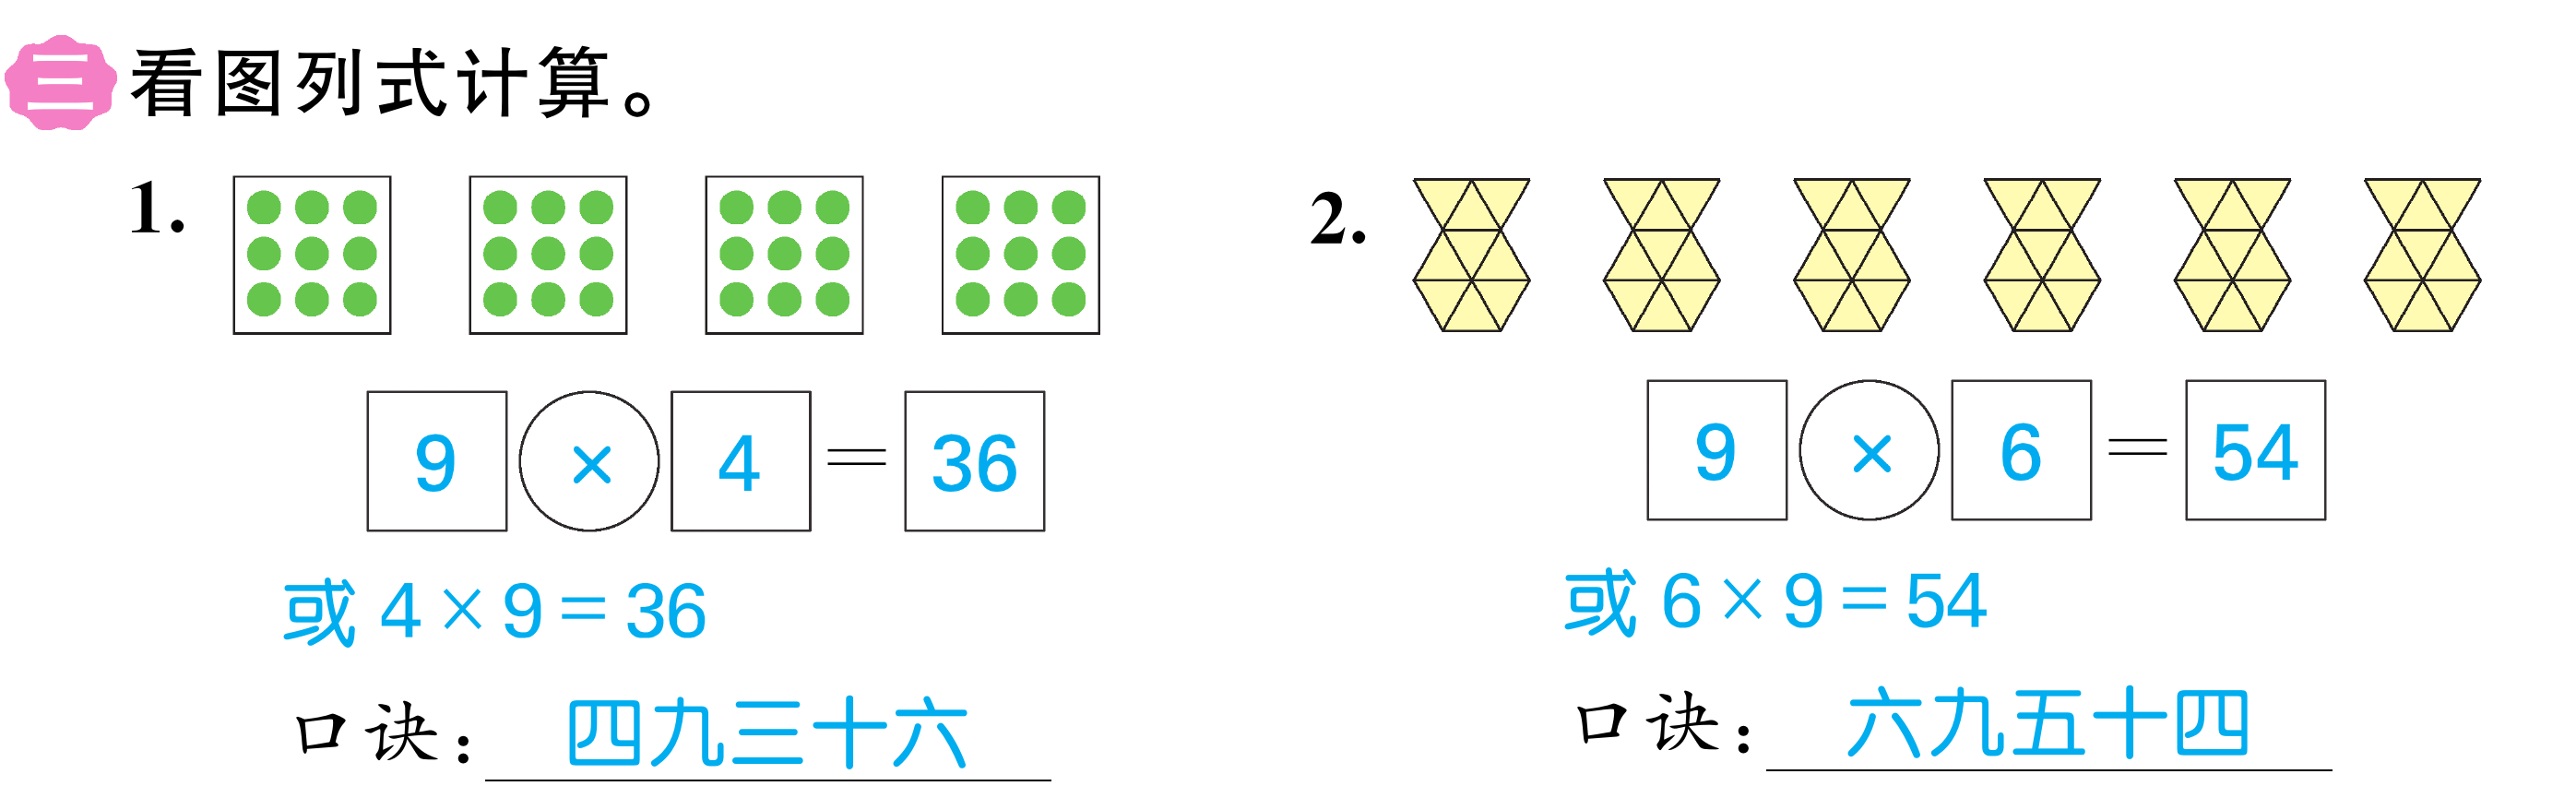 三 看图列式计算。
1.
9 × 4 = 36
或 4 × 9 = 36
口诀：四九三十六
2.
9 × 6 = 54
或 6 × 9 = 54
口诀：六九五十四